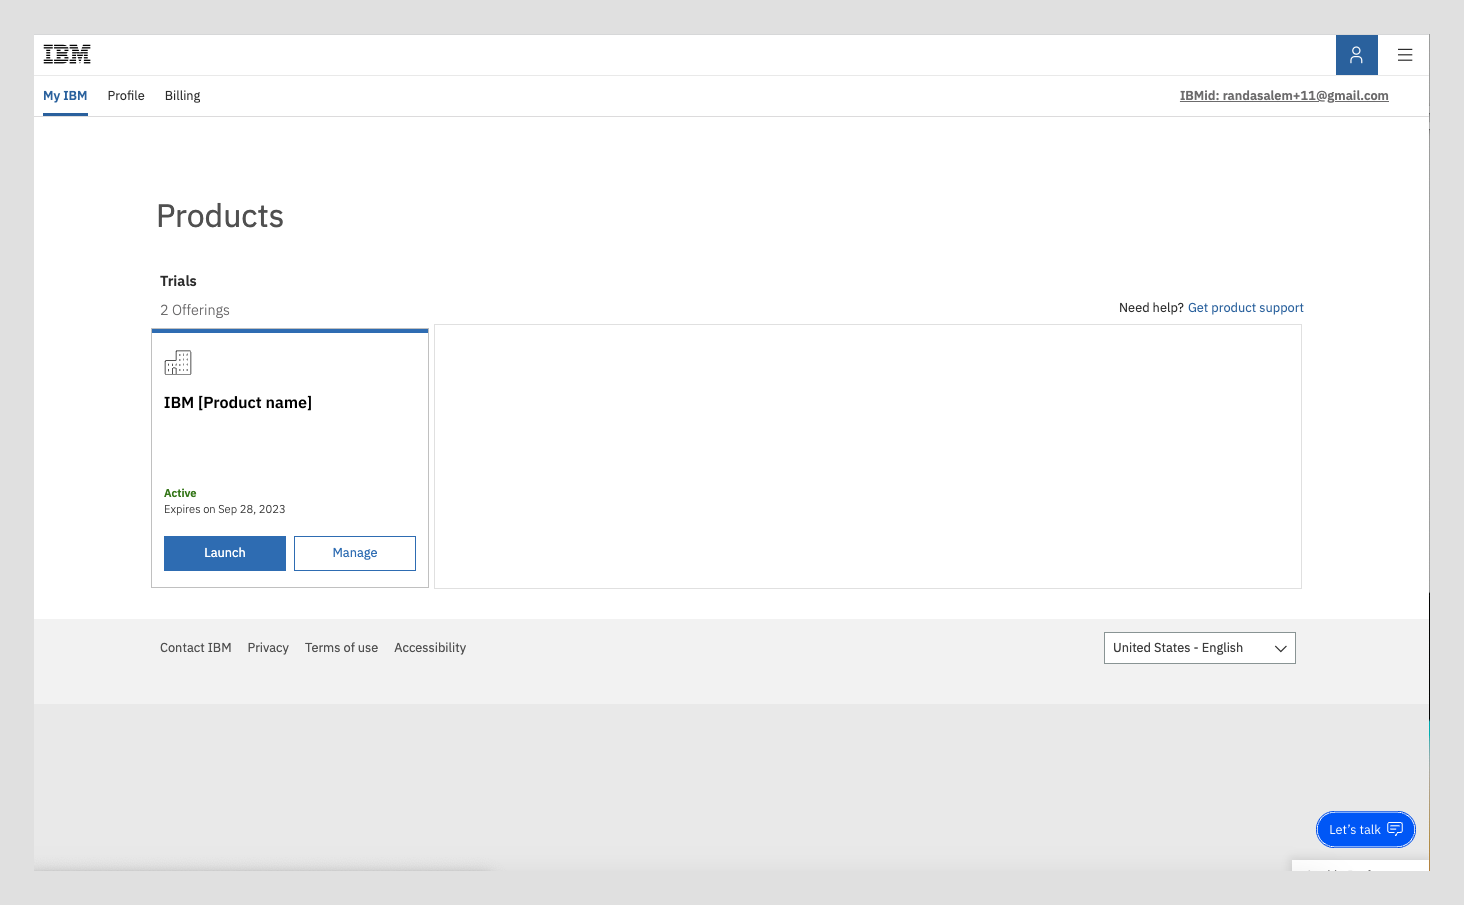 IBM
My IBM Profile Billing IBMid: randasalem+11@gmail.com
Products
Trials
2 Offerings
Need help? Get product support
IBM [Product name]
Active
Expires on Sep 28, 2023
Launch Manage
Contact IBM Privacy Terms of use Accessibility United States - English
Let's talk